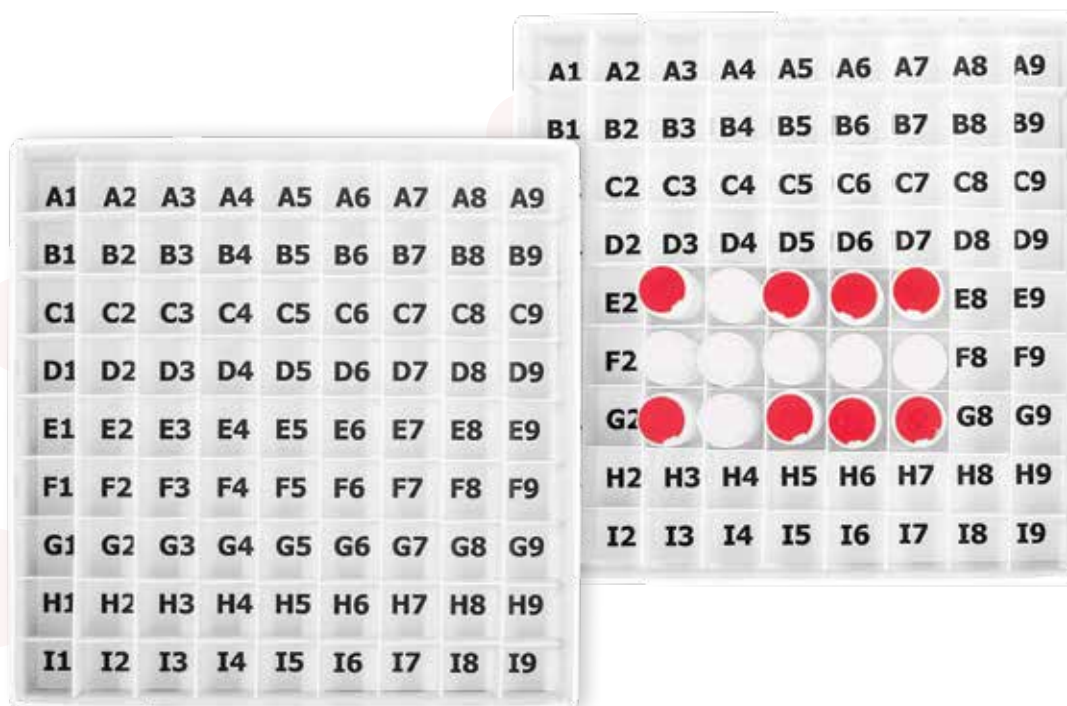 A1 A2 A3 A4 A5 A6 A7 A8 A9
B1 B2 B3 B4 B5 B6 B7 B8 B9
C1 C2 C3 C4 C5 C6 C7 C8 C9
D1 D2 D3 D4 D5 D6 D7 D8 D9
E1 E2 E3 E4 E5 E6 E7 E8 E9
F1 F2 F3 F4 F5 F6 F7 F8 F9
G1 G2 G3 G4 G5 G6 G7 G8 G9
H1 H2 H3 H4 H5 H6 H7 H8 H9
I1 I2 I3 I4 I5 I6 I7 I8 I9
A1 A2 A3 A4 A5 A6 A7 A8 A9
B1 B2 B3 B4 B5 B6 B7 B8 B9
C2 C3 C4 C5 C6 C7 C8 C9
D2 D3 D4 D5 D6 D7 D8 D9
E2 E8 E9
F2 F8 F9
G2 G8 G9
H2 H3 H4 H5 H6 H7 H8 H9
I2 I3 I4 I5 I6 I7 I8 I9